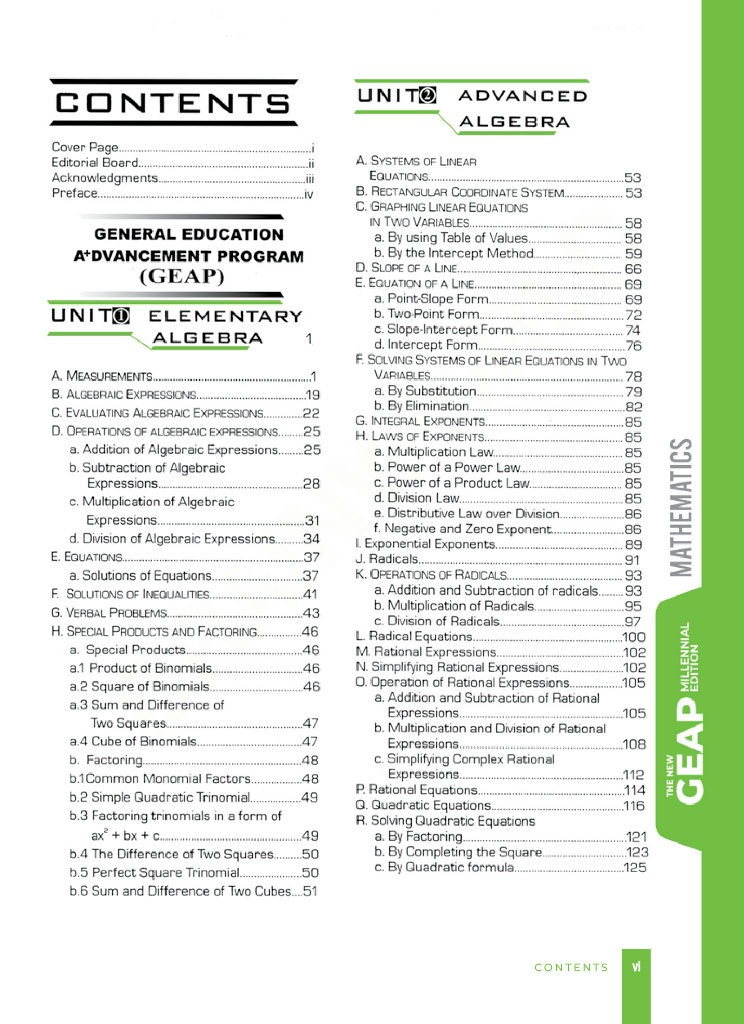 CONTENTS
Cover Page....................i
Editorial Board....................ii
Acknowledgments....................iii
Preface....................iv
GENERAL EDUCATION
A+DVANCEMENT PROGRAM
(GEAP)
UNIT 1 ELEMENTARY
ALGEBRA 1
A. MEASUREMENTS....................1
B. ALGEBRAIC EXPRESSIONS....................19
C. EVALUATING ALGEBRAIC EXPRESSIONS............22
D. OPERATIONS OF ALGEBRAIC EXPRESSIONS........25
a. Addition of Algebraic Expressions.........25
b. Subtraction of Algebraic
Expressions....................28
c. Multiplication of Algebraic
Expressions....................31
d. Division of Algebraic Expressions.........34
E. EQUATIONS....................37
a. Solutions of Equations....................37
F. SOLUTIONS OF INEQUALITIES....................41
G. VERBAL PROBLEMS....................43
H. SPECIAL PRODUCTS AND FACTORING..............46
a. Special Products....................46
a.1 Product of Binomials....................46
a.2 Square of Binomials....................46
a.3 Sum and Difference of
Two Squares....................47
a.4 Cube of Binomials....................47
b. Factoring....................48
b.1Common Monomial Factors................48
b.2 Simple Quadratic Trinomial................49
b.3 Factoring trinomials in a form of
ax² + bx + c....................49
b.4 The Difference of Two Squares.........50
b.5 Perfect Square Trinomial....................50
b.6 Sum and Difference of Two Cubes....51
UNIT 2 ADVANCED
ALGEBRA
A. SYSTEMS OF LINEAR
EQUATIONS....................53
B. RECTANGULAR COORDINATE SYSTEM.................53
C. GRAPHING LINEAR EQUATIONS
IN TWO VARIABLES....................58
a. By using Table of Values....................58
b. By the Intercept Method....................59
D. SLOPE OF A LINE....................66
E. EQUATION OF A LINE....................69
a. Point-Slope Form....................69
b. Two-Point Form....................72
c. Slope-Intercept Form....................74
d. Intercept Form....................76
F. SOLVING SYSTEMS OF LINEAR EQUATIONS IN TWO
VARIABLES....................78
a. By Substitution....................79
b. By Elimination....................82
G. INTEGRAL EXPONENTS....................85
H. LAWS OF EXPONENTS....................85
a. Multiplication Law....................85
b. Power of a Power Law....................85
c. Power of a Product Law....................85
d. Division Law....................85
e. Distributive Law over Division....................86
f. Negative and Zero Exponent....................86
I. Exponential Exponents....................89
J. Radicals....................91
K. OPERATIONS OF RADICALS....................93
a. Addition and Subtraction of radicals........93
b. Multiplication of Radicals....................95
c. Division of Radicals....................97
L. Radical Equations....................100
M. Rational Expressions....................102
N. Simplifying Rational Expressions....................102
O. Operation of Rational Expressions................105
a. Addition and Subtraction of Rational
Expressions....................105
b. Multiplication and Division of Rational
Expressions....................108
c. Simplifying Complex Rational
Expressions....................112
P. Rational Equations....................114
Q. Quadratic Equations....................116
R. Solving Quadratic Equations
a. By Factoring....................121
b. By Completing the Square....................123
c. By Quadratic formula....................125
MATHEMATICS
THE NEW
GEAP
MILLENNIAL
EDITION
CONTENTS vi